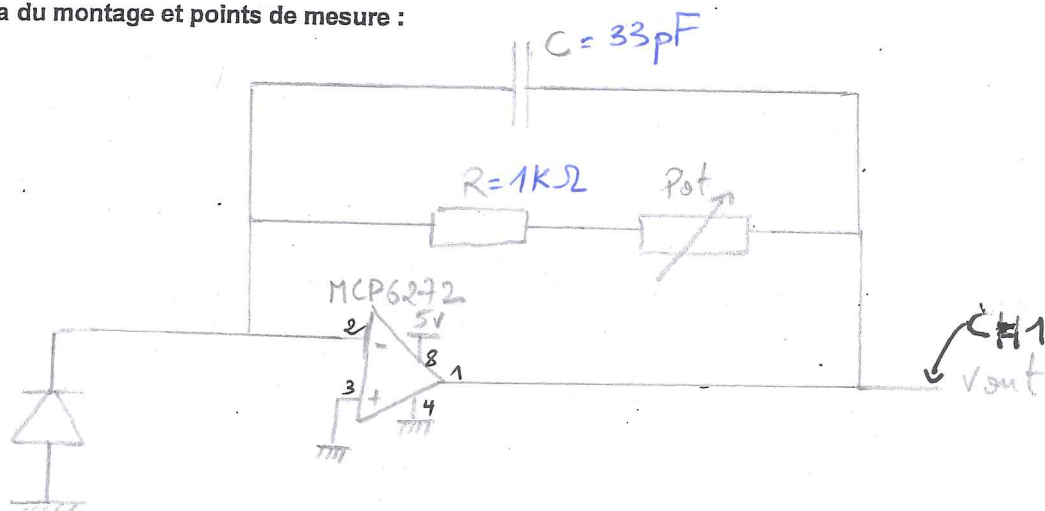 a du montage et points de mesure :
C = 33pF
R=1KΩ
Pot
MCP6272
5V
2
-
8
1
3
+
4
CH1
Vout